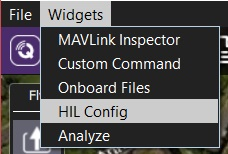 File Widgets
MAVLink Inspector
Custom Command
Onboard Files
HIL Config
Analyze